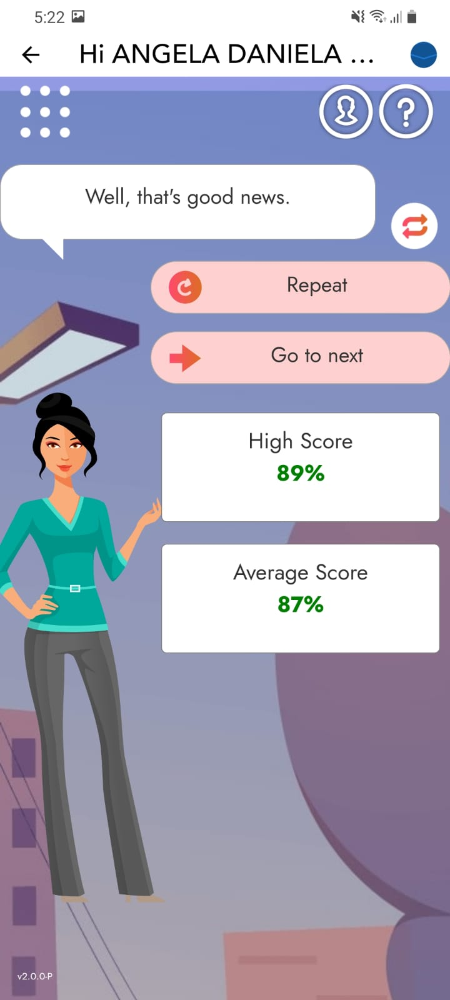 5:22
Hi ANGELA DANIELA ...
?
Well, that's good news.
Repeat
Go to next
High Score
89%
Average Score
87%
v2.0.0-P